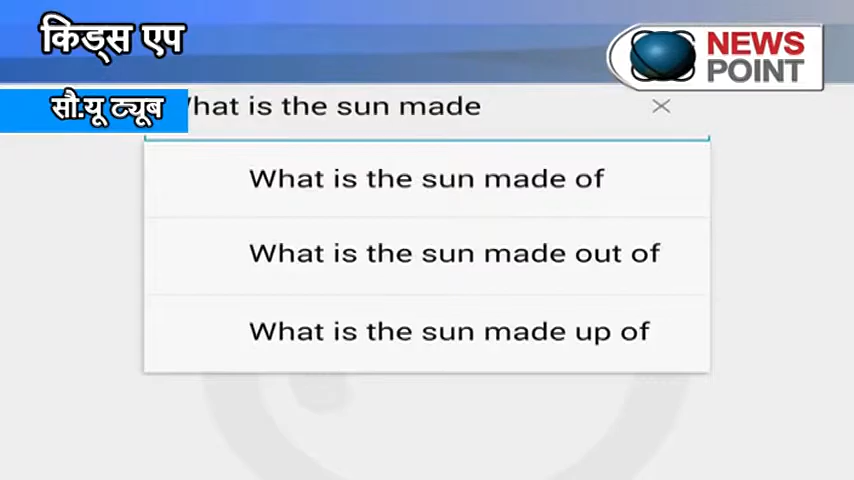 किड्स एप
NEWS
POINT
सौ.यू ट्यूब
hat is the sun made
What is the sun made of
What is the sun made out of
What is the sun made up of